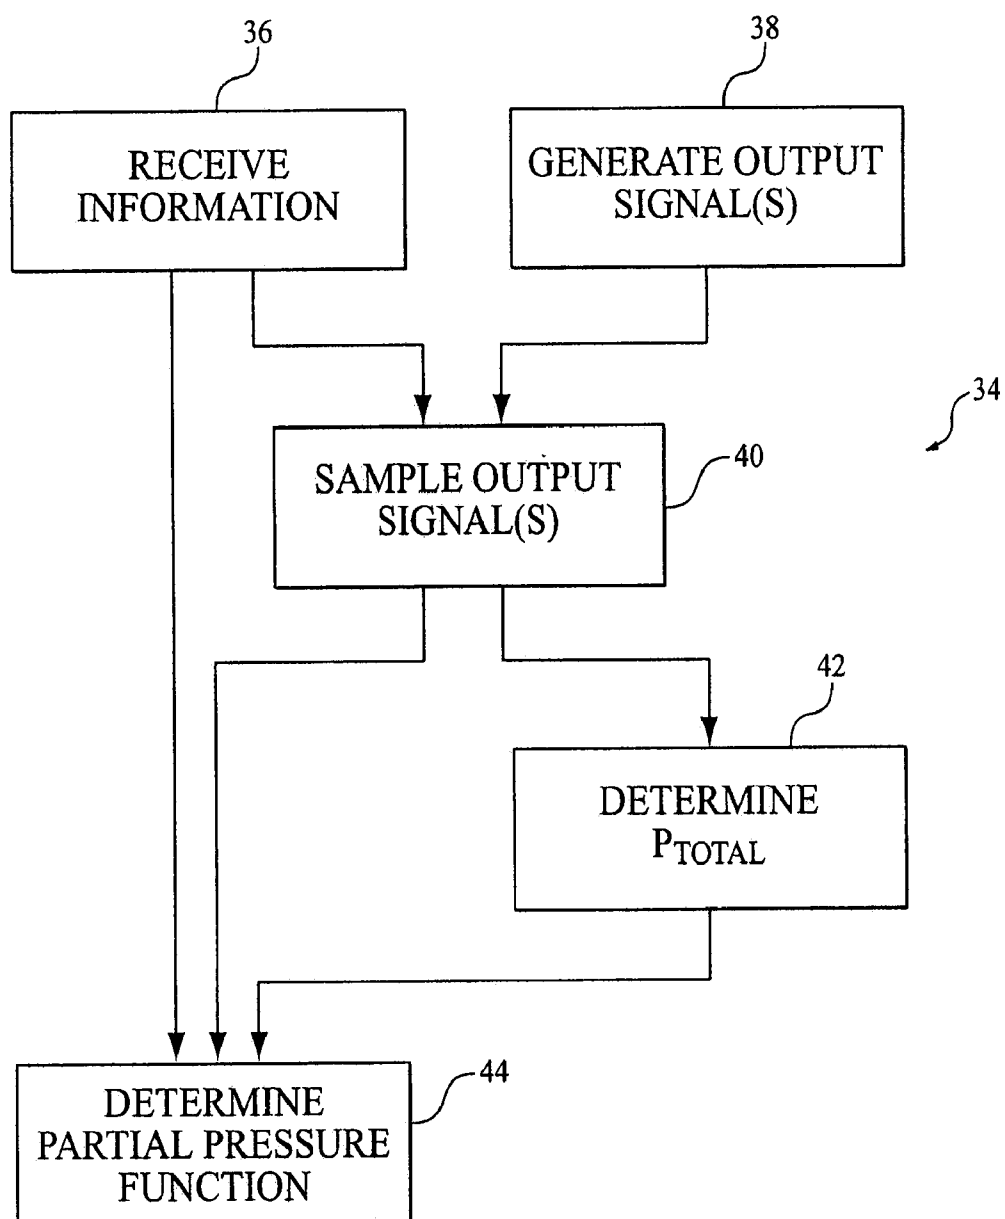 36
38
RECEIVE
INFORMATION
GENERATE OUTPUT
SIGNAL(S)
34
40
SAMPLE OUTPUT
SIGNAL(S)
42
DETERMINE
PTOTAL
44
DETERMINE
PARTIAL PRESSURE
FUNCTION